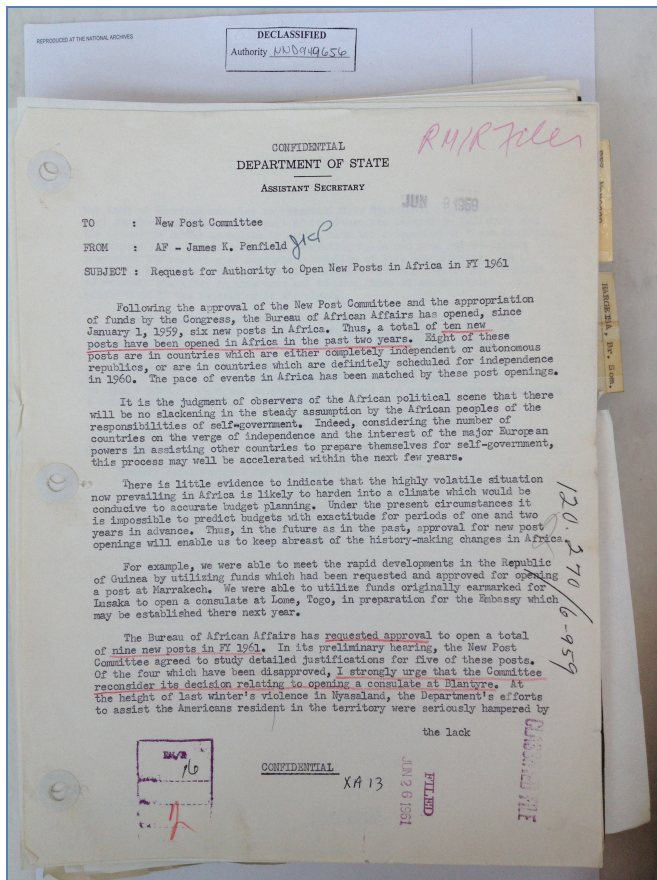 REPRODUCED AT THE NATIONAL ARCHIVES
DECLASSIFIED
Authority NND949656
RM/R Files
CONFIDENTIAL
DEPARTMENT OF STATE
ASSISTANT SECRETARY
JUN 8 1959
TO : New Post Committee
FROM : AF - James K. Penfield JKP
SUBJECT : Request for Authority to Open New Posts in Africa in FY 1961
Following the approval of the New Post Committee and the appropriation
of funds by the Congress, the Bureau of African Affairs has opened, since
January 1, 1959, six new posts in Africa. Thus, a total of ten new
posts have been opened in Africa in the past two years. Eight of these
posts are in countries which are either completely independent or autonomous
republics, or are in countries which are definitely scheduled for independence
in 1960. The pace of events in Africa has been matched by these post openings.
It is the judgment of observers of the African political scene that there
will be no slackening in the steady assumption by the African peoples of the
responsibilities of self-government. Indeed, considering the number of
countries on the verge of independence and the interest of the major European
powers in assisting other countries to prepare themselves for self-government,
this process may well be accelerated within the next few years.
There is little evidence to indicate that the highly volatile situation
now prevailing in Africa is likely to harden into a climate which would be
conducive to accurate budget planning. Under the present circumstances it
is impossible to predict budgets with exactitude for periods of one and two
years in advance. Thus, in the future as in the past, approval for new post
openings will enable us to keep abreast of the history-making changes in Africa.
For example, we were able to meet the rapid developments in the Republic
of Guinea by utilizing funds which had been requested and approved for opening
a post at Marrakech. We were able to utilize funds originally earmarked for
Lusaka to open a consulate at Lome, Togo, in preparation for the Embassy which
may be established there next year.
The Bureau of African Affairs has requested approval to open a total
of nine new posts in FY 1961. In its preliminary hearing, the New Post
Committee agreed to study detailed justifications for five of these posts.
Of the four which have been disapproved, I strongly urge that the Committee
reconsider its decision relating to opening a consulate at Blantyre. At
the height of last winter's violence in Nyasaland, the Department's efforts
to assist the Americans resident in the territory were seriously hampered by
the lack
CONFIDENTIAL
XA 13
FILED
JUN 26 1961
CLASSIFIED FILE
120.270/6-959
HARGEISA, Br. Som.